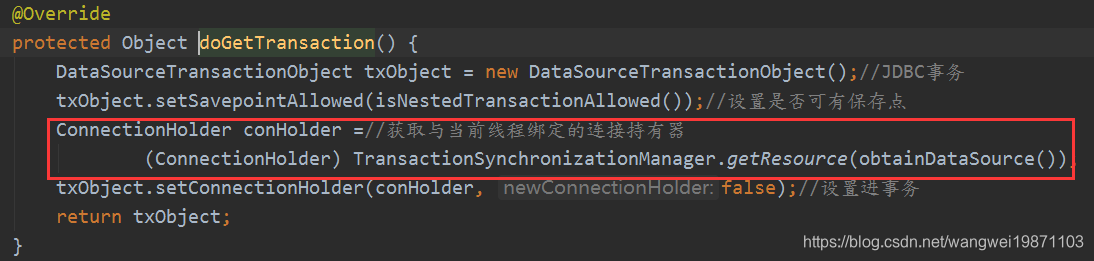 @Override
protected Object doGetTransaction() {
DataSourceTransactionObject txObject = new DataSourceTransactionObject();//JDBC事务
txObject.setSavepointAllowed(isNestedTransactionAllowed());//设置是否可有保存点
ConnectionHolder conHolder =//获取与当前线程绑定的连接持有器
(ConnectionHolder) TransactionSynchronizationManager.getResource(obtainDataSource());
txObject.setConnectionHolder(conHolder, newConnectionHolder: false);//设置进事务
return txObject;
}
https://blog.csdn.net/wangwei19871103